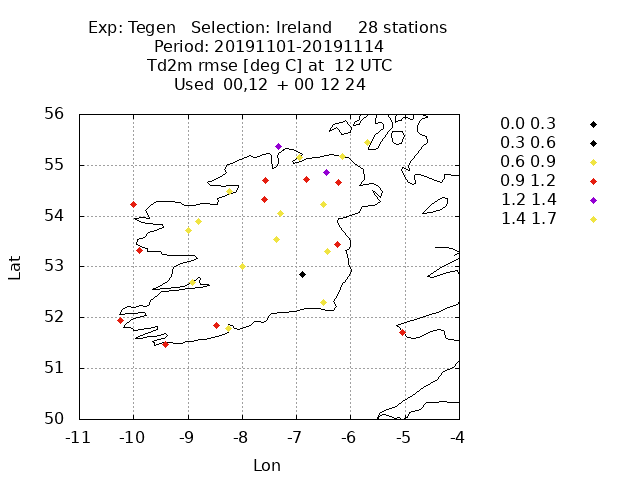 Exp: Tegen   Selection: Ireland     28 stations
Period: 20191101-20191114
Td2m rmse [deg C] at  12 UTC
Used  00,12  + 00 12 24
0.0 0.3
0.3 0.6
0.6 0.9
0.9 1.2
1.2 1.4
1.4 1.7
56
55
54
53
52
51
50
Lat
-11 -10 -9 -8 -7 -6 -5 -4
Lon